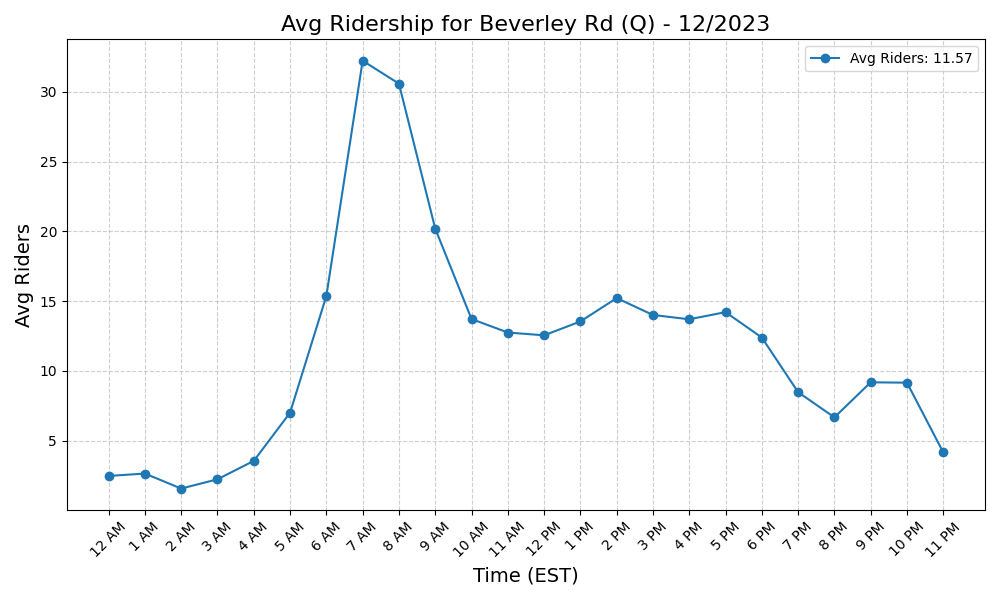 Avg Ridership for Beverley Rd (Q) - 12/2023
Avg Riders: 11.57
Avg Riders
30
25
20
15
10
5
12 AM
1 AM
2 AM
3 AM
4 AM
5 AM
6 AM
7 AM
8 AM
9 AM
10 AM
11 AM
12 PM
1 PM
2 PM
3 PM
4 PM
5 PM
6 PM
7 PM
8 PM
9 PM
10 PM
11 PM
Time (EST)